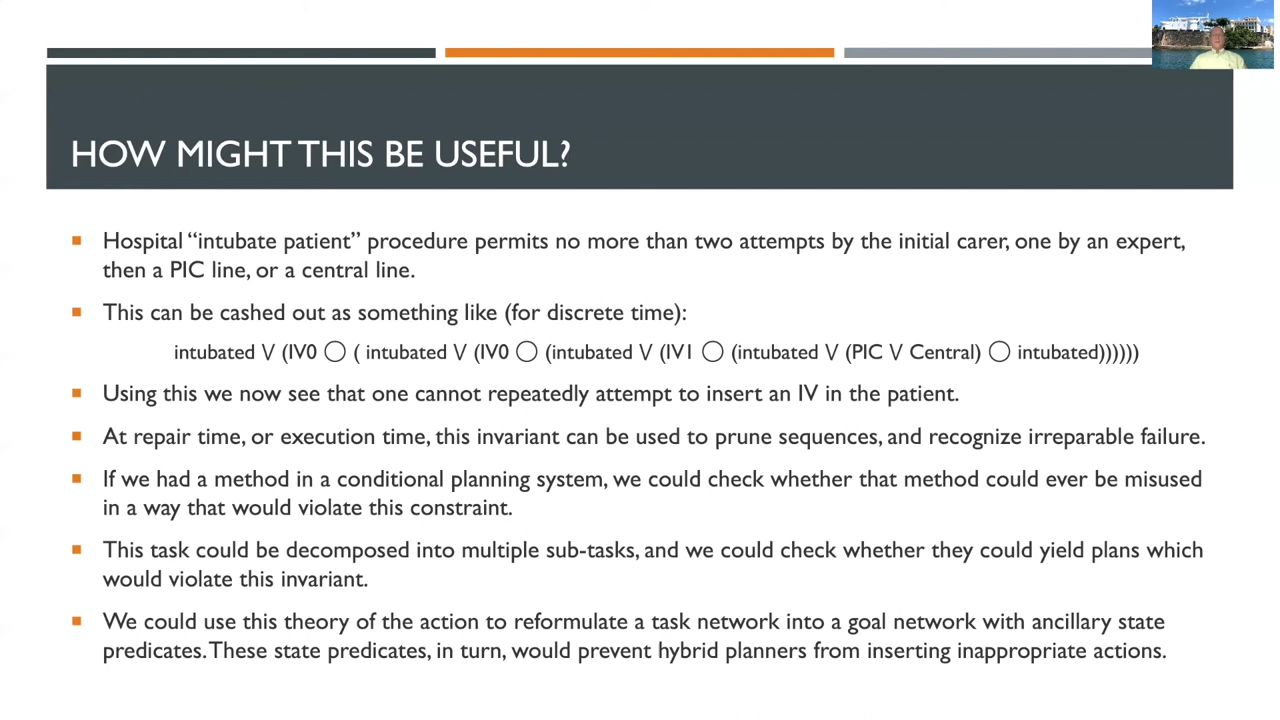 HOW MIGHT THIS BE USEFUL?
Hospital “intubate patient” procedure permits no more than two attempts by the initial carer, one by an expert,
then a PIC line, or a central line.
This can be cashed out as something like (for discrete time):
intubated \/ (IV0 ◯ ( intubated \/ (IV0 ◯ (intubated \/ (IV1 ◯ (intubated \/ (PIC \/ Central) ◯ intubated))))))
Using this we now see that one cannot repeatedly attempt to insert an IV in the patient.
At repair time, or execution time, this invariant can be used to prune sequences, and recognize irreparable failure.
If we had a method in a conditional planning system, we could check whether that method could ever be misused
in a way that would violate this constraint.
This task could be decomposed into multiple sub-tasks, and we could check whether they could yield plans which
would violate this invariant.
We could use this theory of the action to reformulate a task network into a goal network with ancillary state
predicates. These state predicates, in turn, would prevent hybrid planners from inserting inappropriate actions.